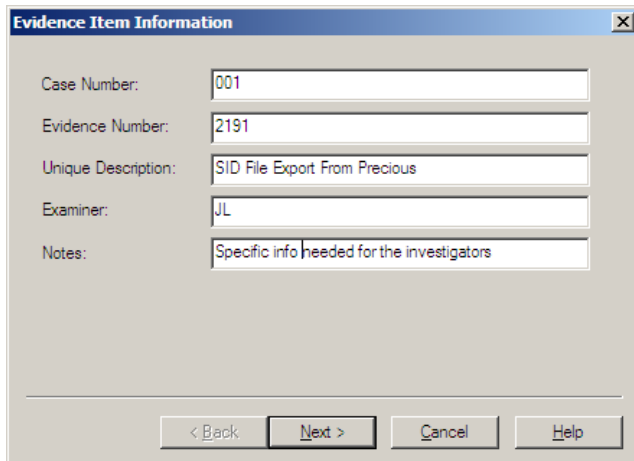 Evidence Item Information
Case Number: 001
Evidence Number: 2191
Unique Description: SID File Export From Precious
Examiner: JL
Notes: Specific info needed for the investigators
< Back Next > Cancel Help